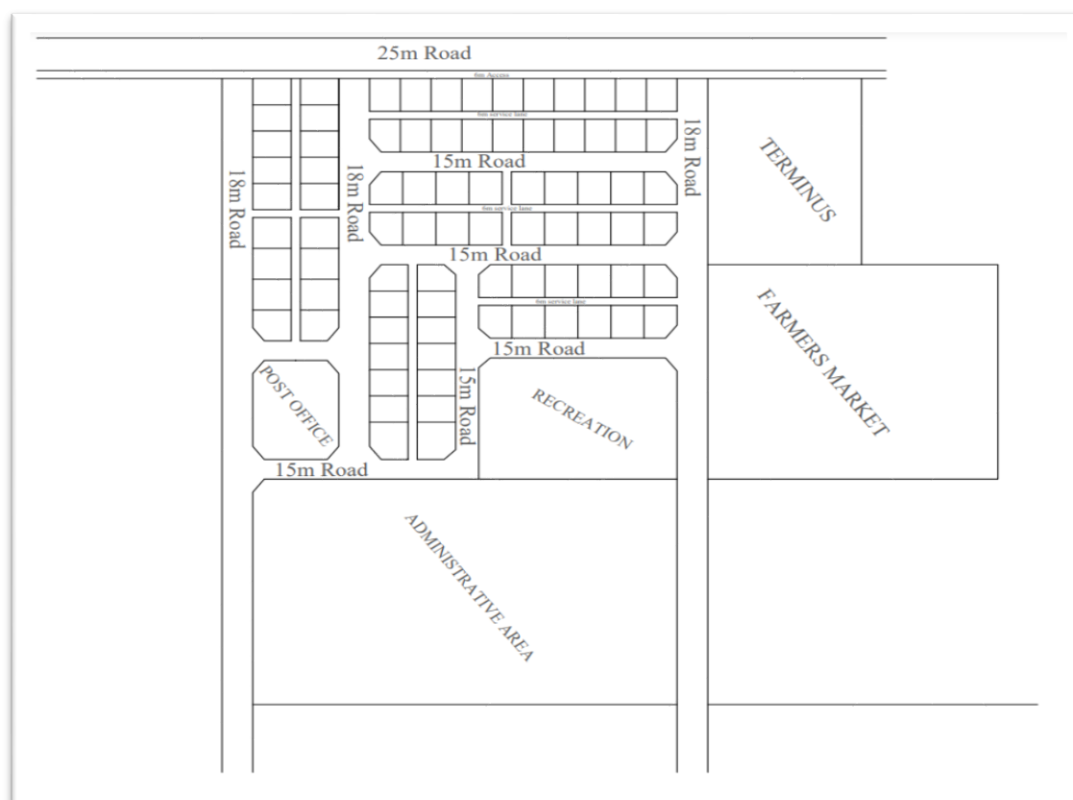 25m Road
6m Access
6m service lane
18m Road
TERMINUS
15m Road
18m Road
18m Road
6m service lane
15m Road
FARMERS MARKET
6m service lane
15m Road
POST OFFICE
15m Road
RECREATION
15m Road
ADMINISTRATIVE AREA